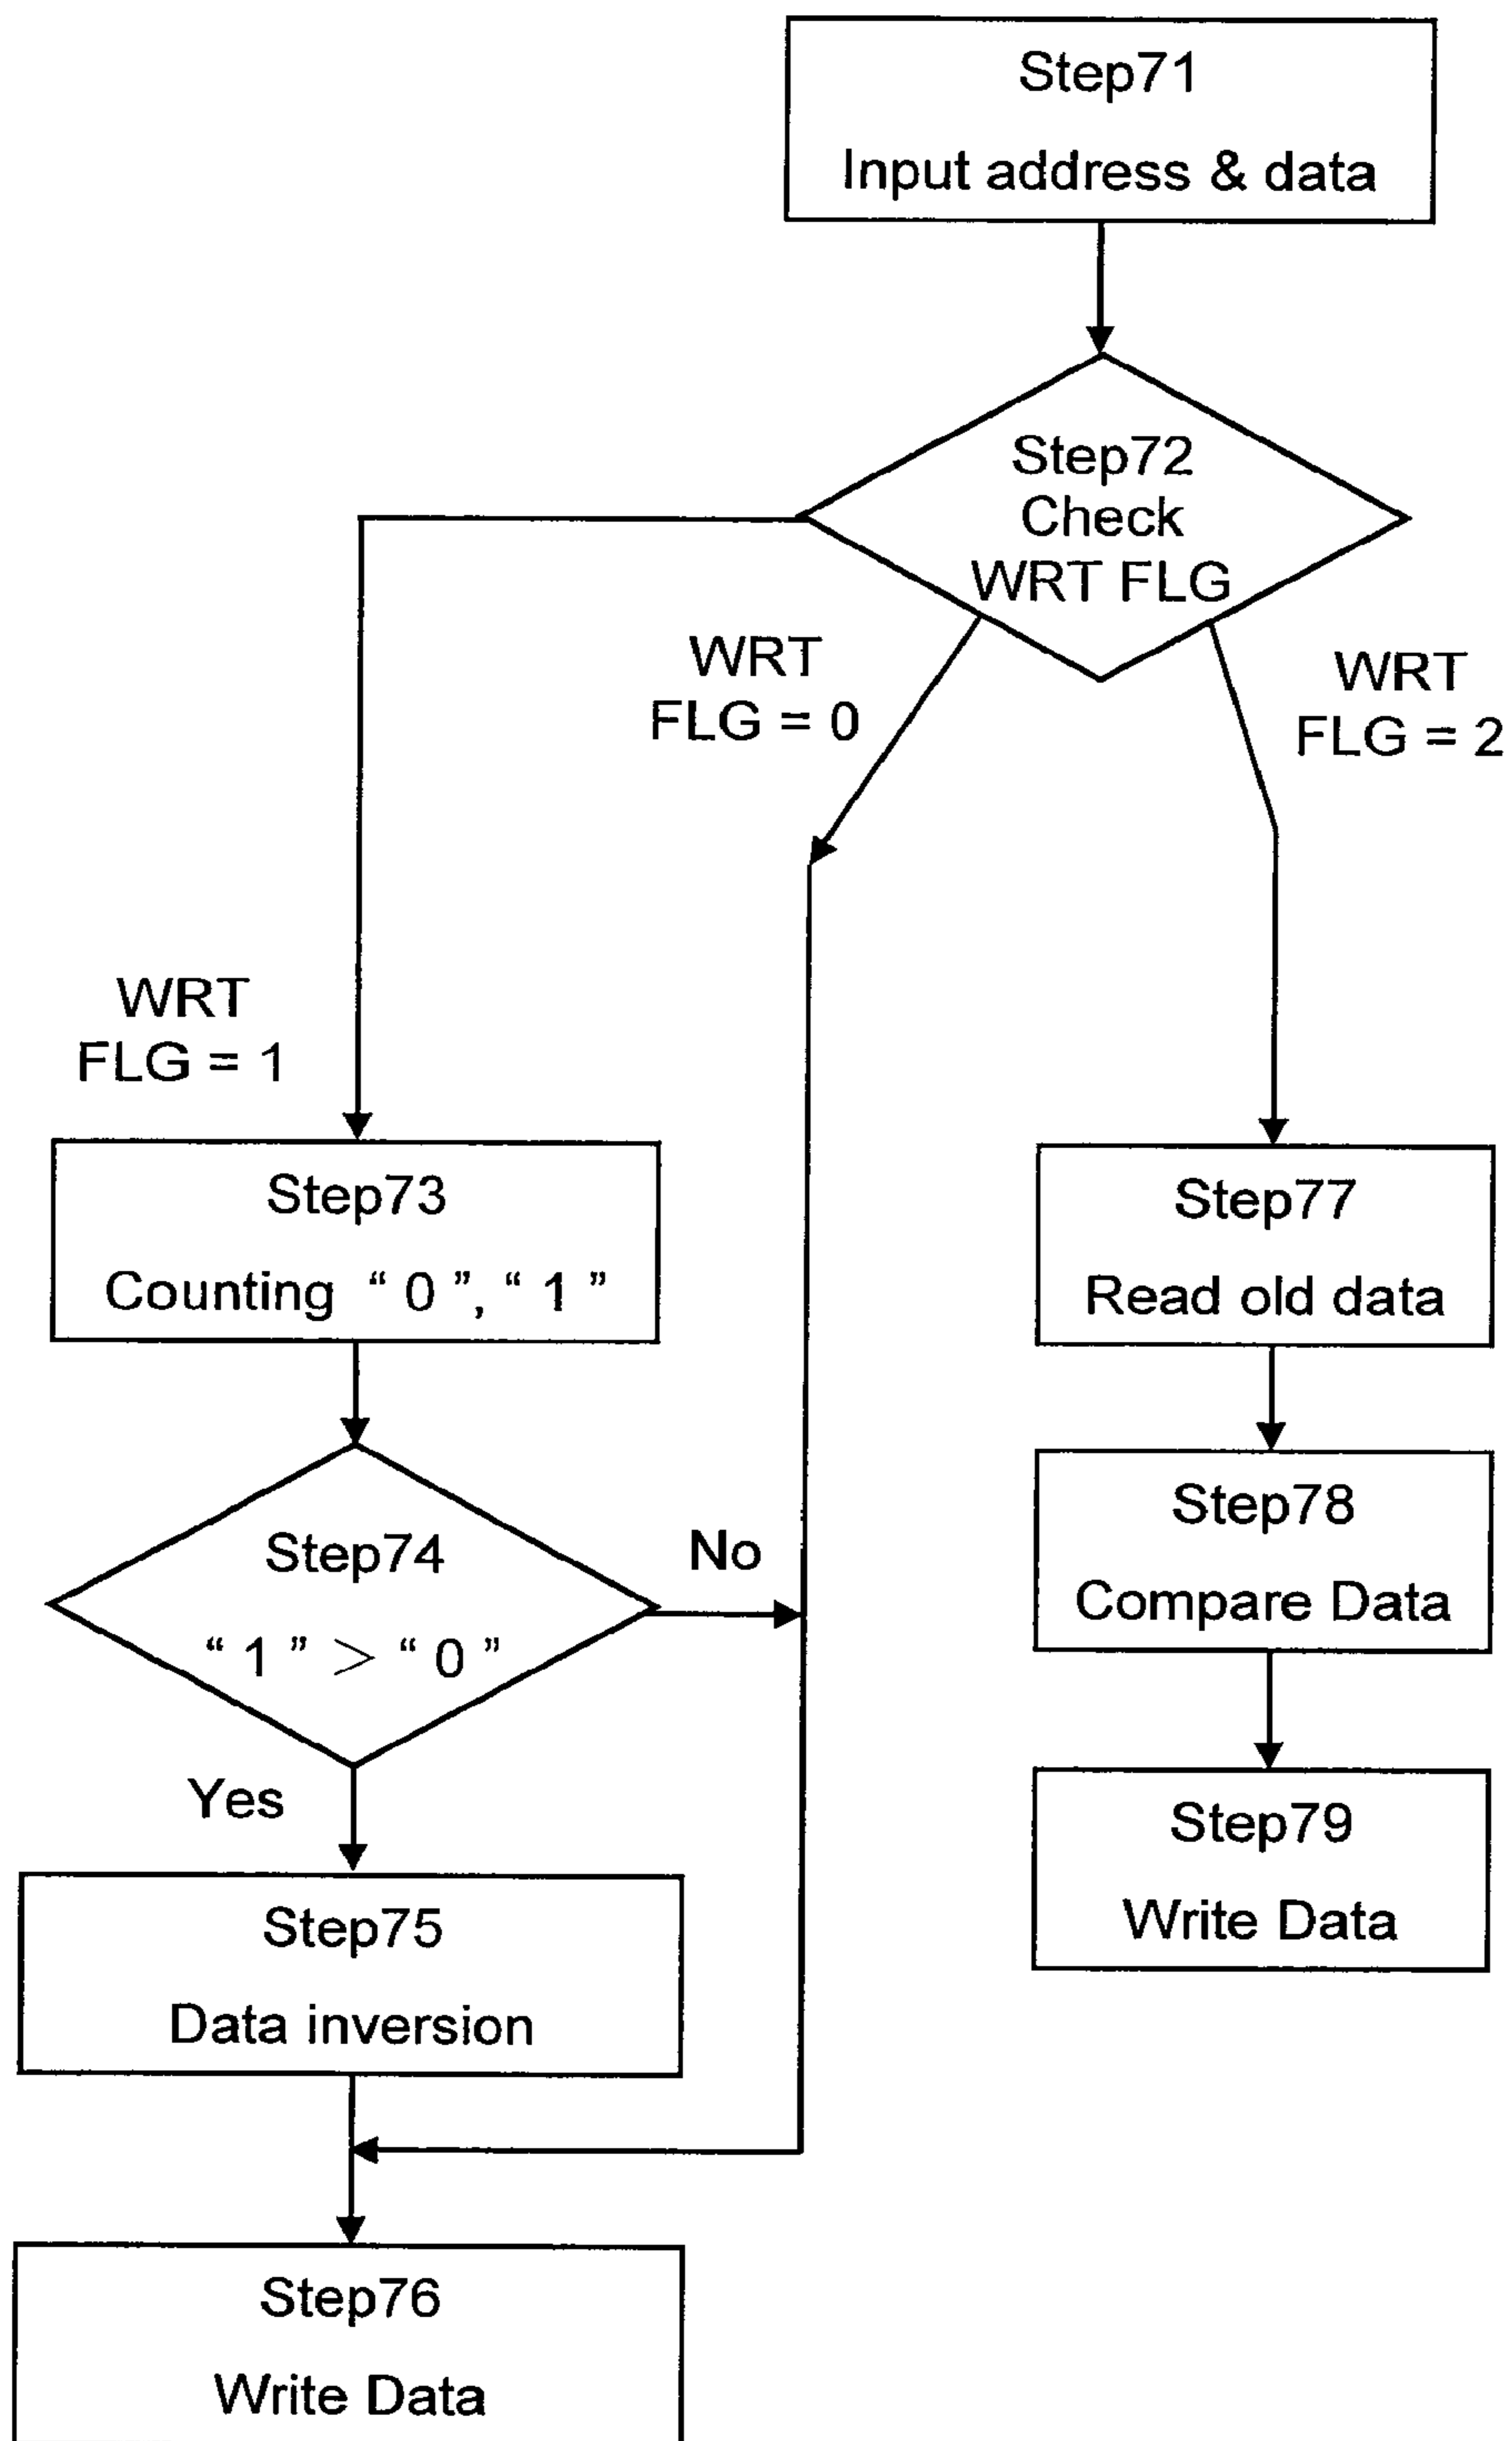 Step71
Input address & data
Step72
Check
WRT FLG
WRT
FLG = 0
WRT
FLG = 2
WRT
FLG = 1
Step73
Counting “ 0 ”, “ 1 ”
Step77
Read old data
Step74
“ 1 ” > “ 0 ”
No
Yes
Step78
Compare Data
Step79
Write Data
Step75
Data inversion
Step76
Write Data